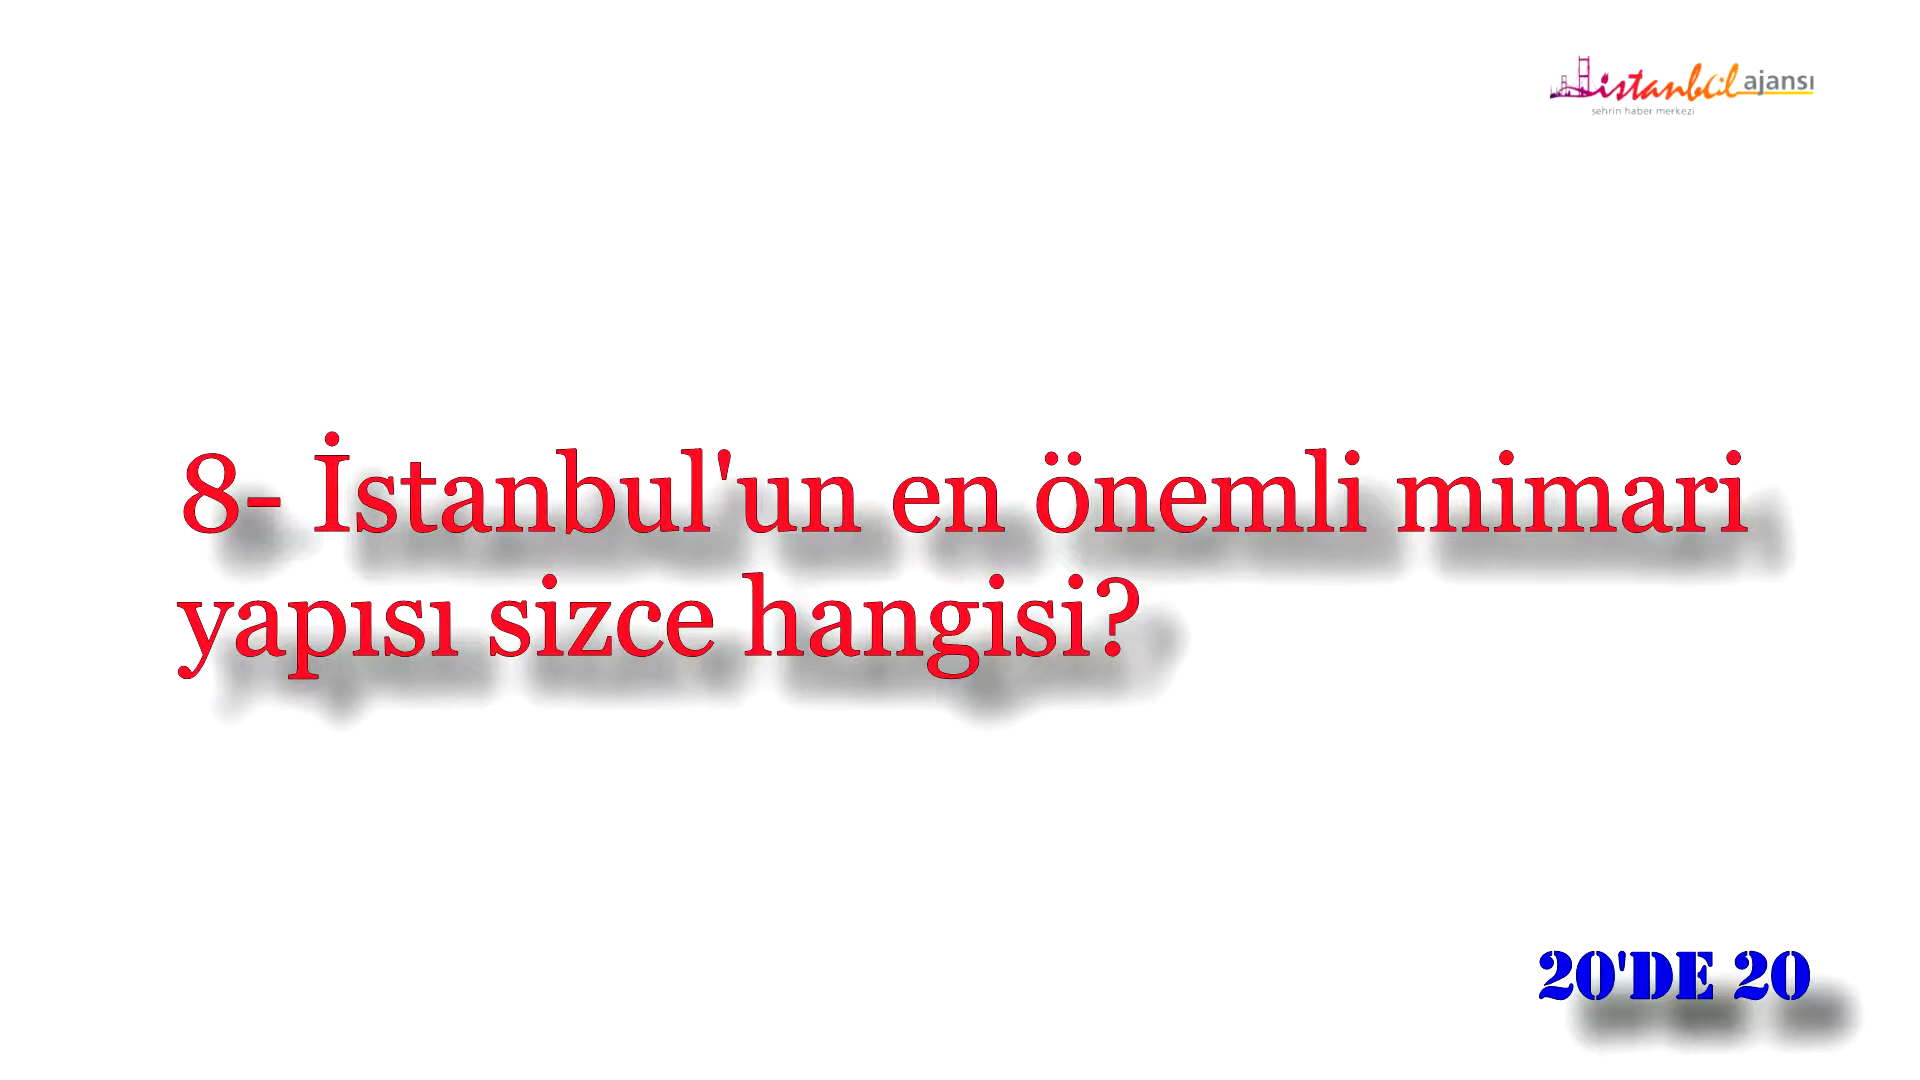 istanbul ajansı
şehrin haber merkezi
8- İstanbul'un en önemli mimari
yapısı sizce hangisi?
20'DE 20